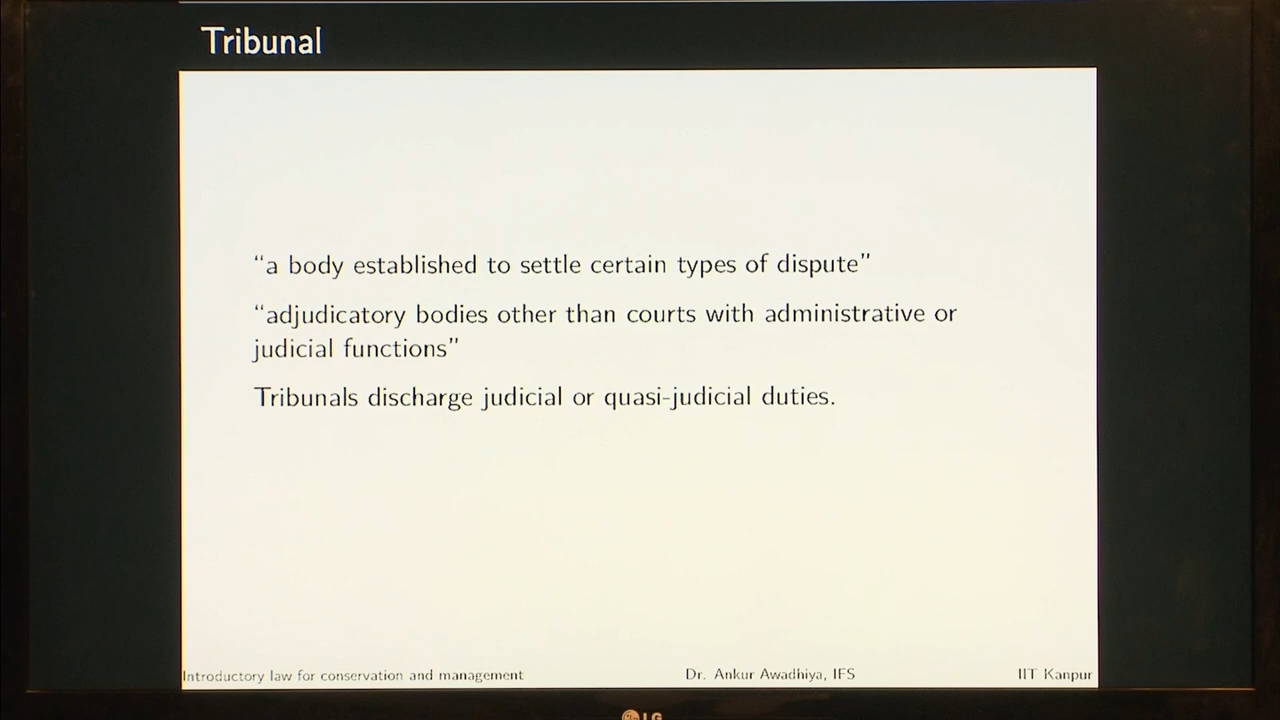 Tribunal
“a body established to settle certain types of dispute”
“adjudicatory bodies other than courts with administrative or
judicial functions”
Tribunals discharge judicial or quasi-judicial duties.
Introductory law for conservation and management Dr. Ankur Awadhiya, IFS IIT Kanpur
LG